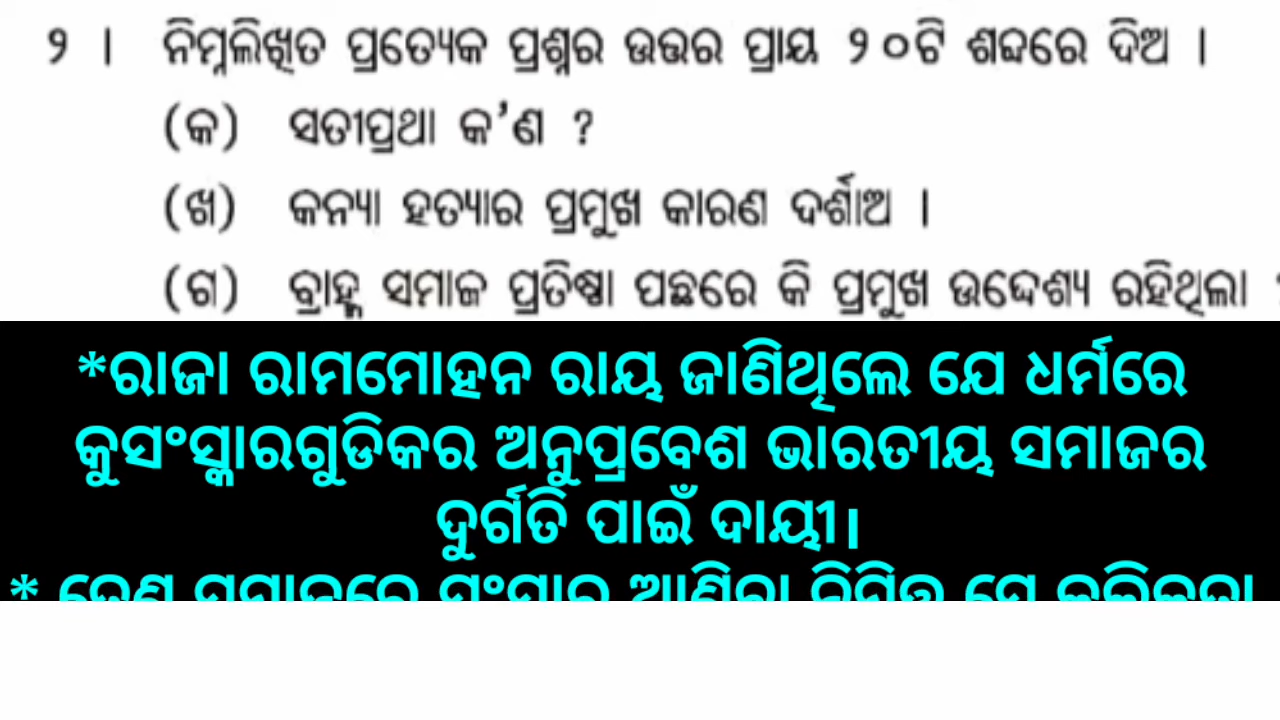 ୨ । ନିମ୍ନଲିଖିତ ପ୍ରତ୍ୟେକ ପ୍ରଶ୍ନର ଉତ୍ତର ପ୍ରାୟ ୨୦ଟି ଶବ୍ଦରେ ଦିଅ ।
(କ) ସତୀପ୍ରଥା କ'ଣ ?
(ଖ) କନ୍ୟା ହତ୍ୟାର ପ୍ରମୁଖ କାରଣ ଦର୍ଶାଅ ।
(ଗ) ବ୍ରାହ୍ମ ସମାଜ ପ୍ରତିଷ୍ଠା ପଛରେ କି ପ୍ରମୁଖ ଉଦ୍ଦେଶ୍ୟ ରହିଥିଲା
*ରାଜା ରାମମୋହନ ରାୟ ଜାଣିଥିଲେ ଯେ ଧର୍ମରେ
କୁସଂସ୍କାରଗୁଡିକର ଅନୁପ୍ରବେଶ ଭାରତୀୟ ସମାଜର
ଦୁର୍ଗତି ପାଇଁ ଦାୟୀ।